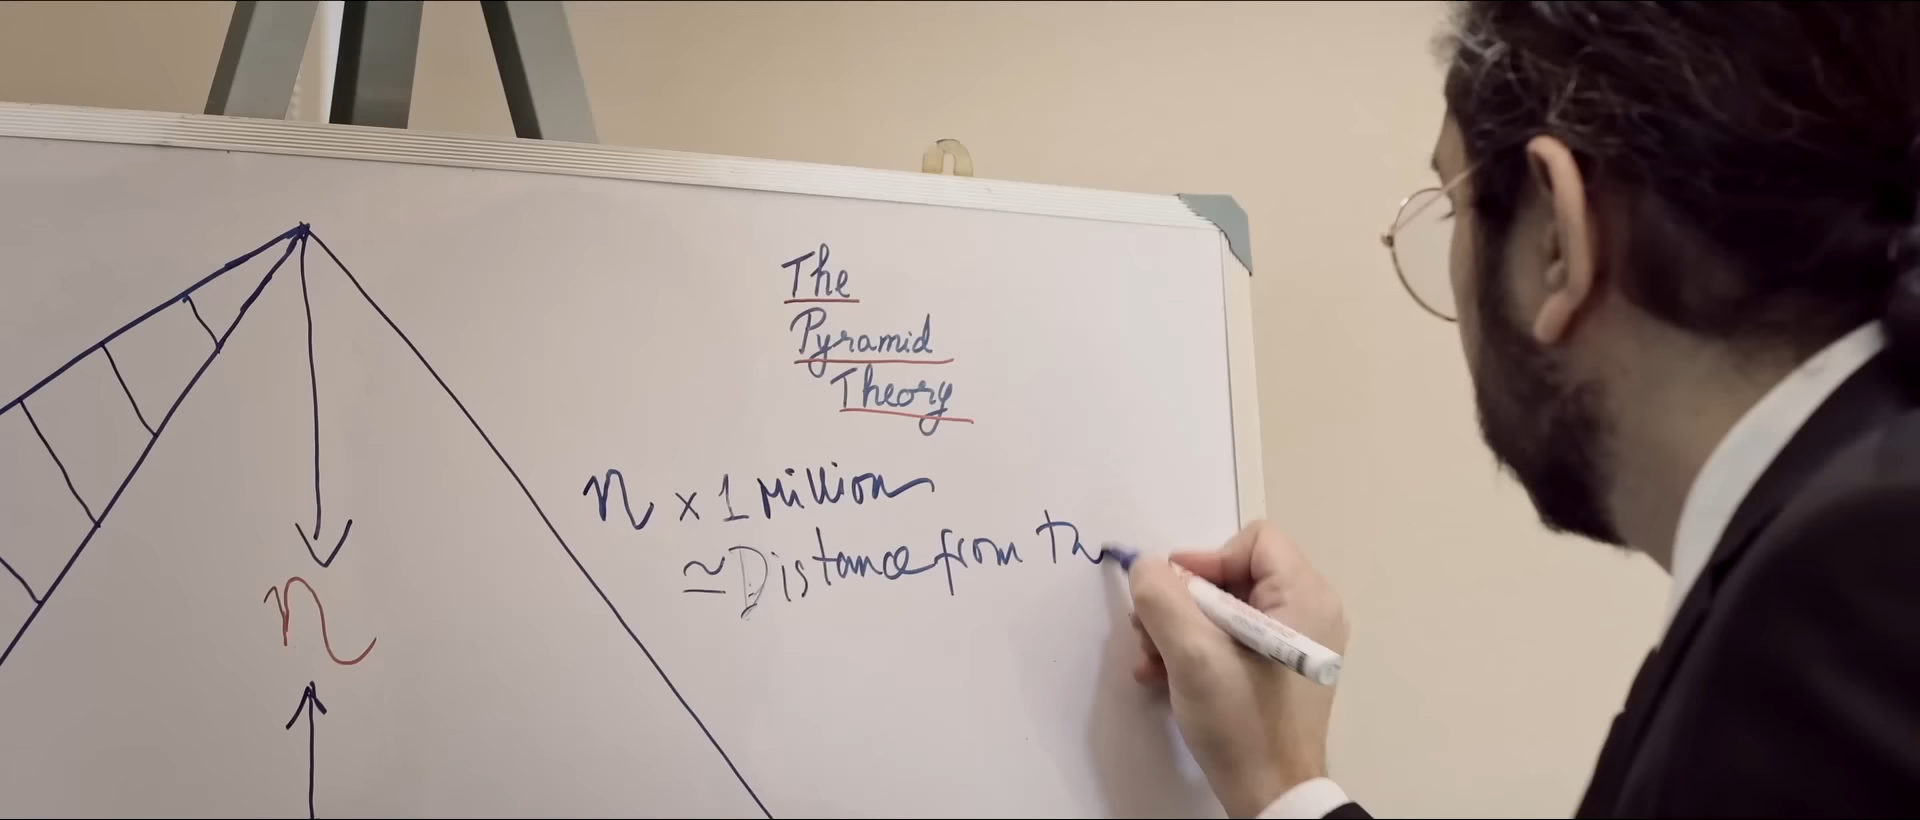 The
Pyramid
Theory
n x 1 Million
≃ Distance from Th
n